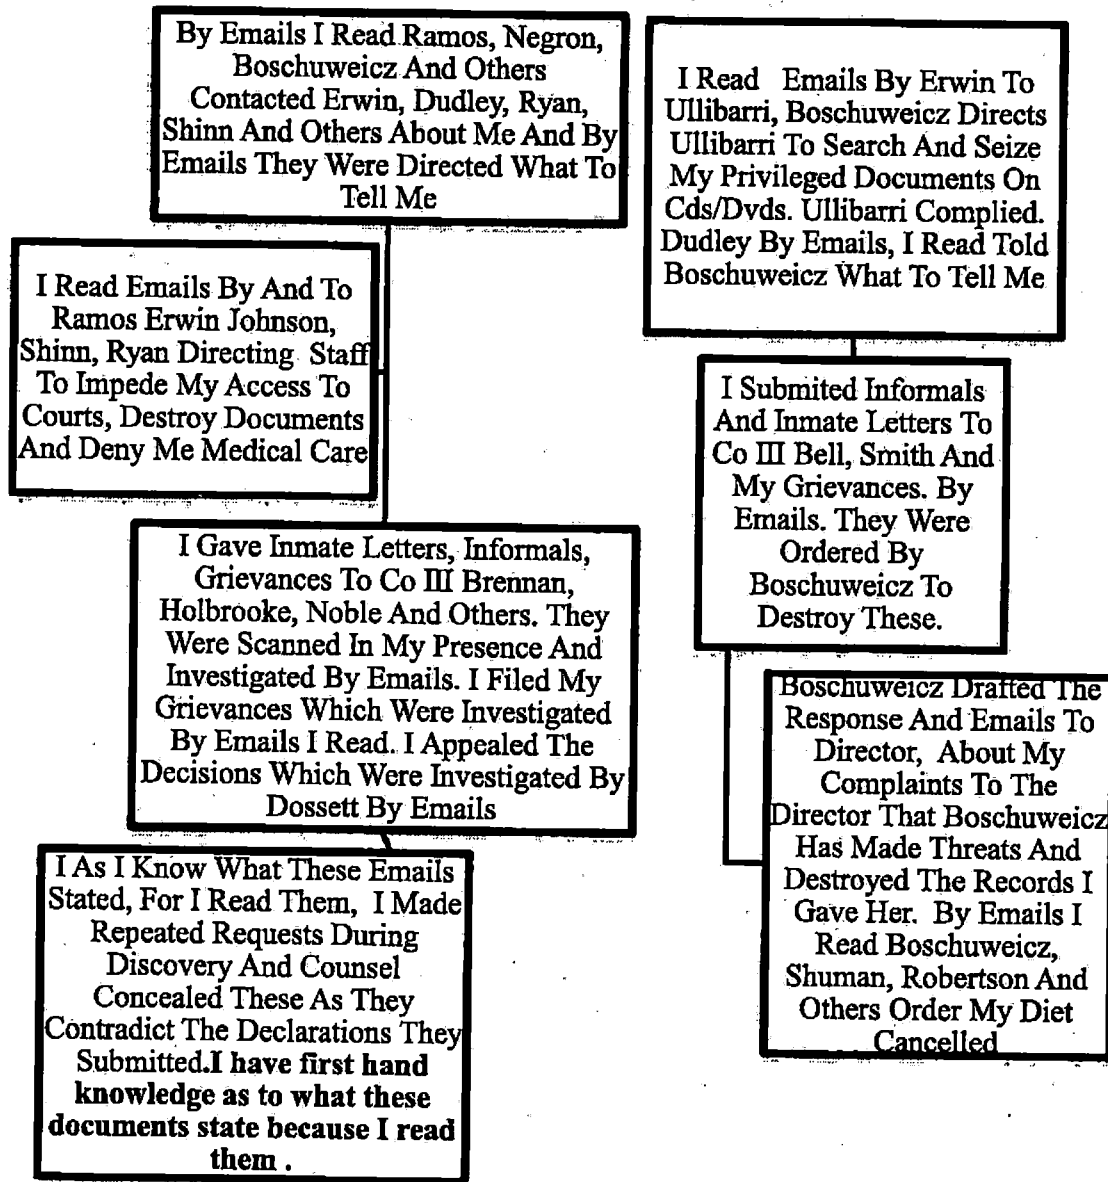 By Emails I Read Ramos, Negron,
Boschuweicz And Others
Contacted Erwin, Dudley, Ryan,
Shinn And Others About Me And By
Emails They Were Directed What To
Tell Me
I Read Emails By And To
Ramos Erwin Johnson,
Shinn, Ryan Directing Staff
To Impede My Access To
Courts, Destroy Documents
And Deny Me Medical Care
I Gave Inmate Letters, Informals,
Grievances To Co III Brennan,
Holbrooke, Noble And Others. They
Were Scanned In My Presence And
Investigated By Emails. I Filed My
Grievances Which Were Investigated
By Emails I Read. I Appealed The
Decisions Which Were Investigated By
Dossett By Emails
I As I Know What These Emails
Stated, For I Read Them, I Made
Repeated Requests During
Discovery And Counsel
Concealed These As They
Contradict The Declarations They
Submitted.I have first hand
knowledge as to what these
documents state because I read
them .
I Read Emails By Erwin To
Ullibarri, Boschuweicz Directs
Ullibarri To Search And Seize
My Privileged Documents On
Cds/Dvds. Ullibarri Complied.
Dudley By Emails, I Read Told
Boschuweicz What To Tell Me
I Submited Informals
And Inmate Letters To
Co III Bell, Smith And
My Grievances. By
Emails. They Were
Ordered By
Boschuweicz To
Destroy These.
Boschuweicz Drafted The
Response And Emails To
Director, About My
Complaints To The
Director That Boschuweicz
Has Made Threats And
Destroyed The Records I
Gave Her. By Emails I
Read Boschuweicz,
Shuman, Robertson And
Others Order My Diet
Cancelled